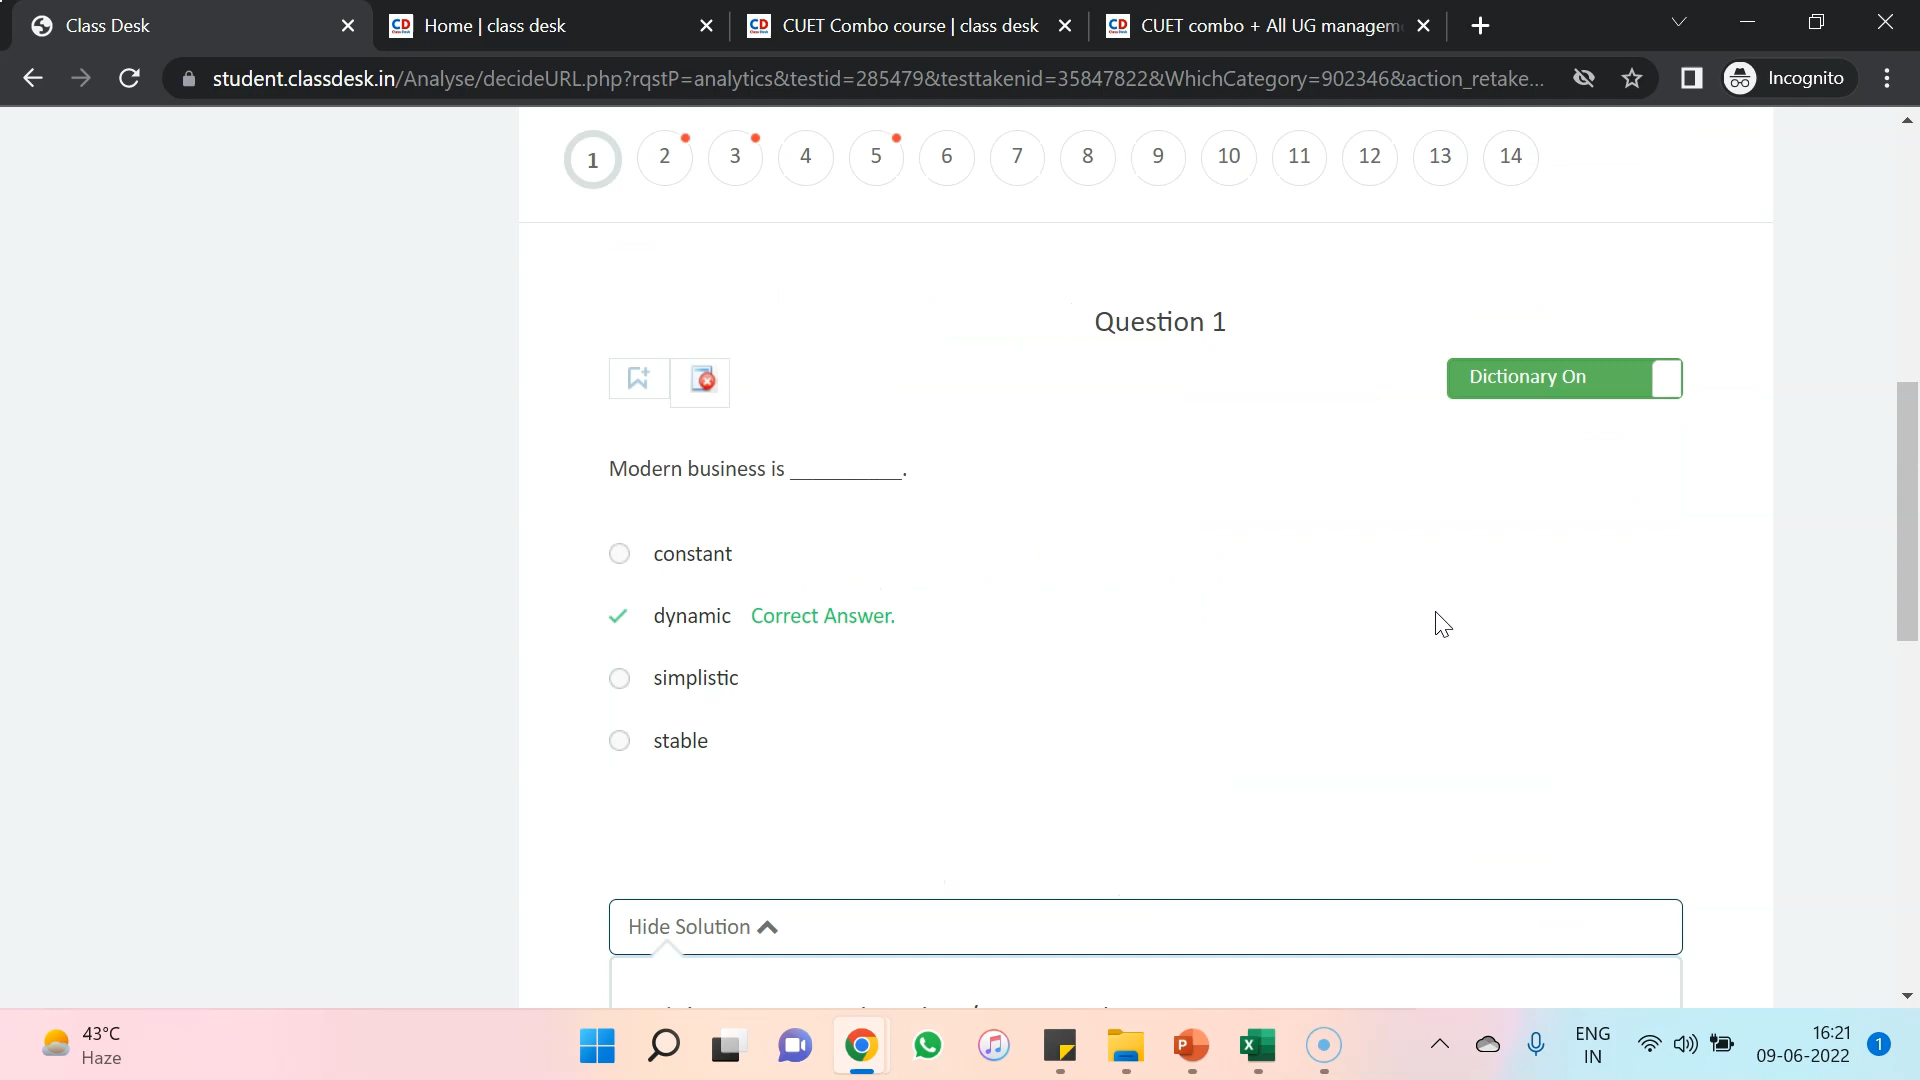 Class Desk
CD Home | class desk
CD CUET Combo course | class desk
CD CUET combo + All UG managem
student.classdesk.in/Analyse/decideURL.php?rqstP=analytics&testid=285479&testtakenid=35847822&WhichCategory=902346&action_retake...
Incognito
1 2 3 4 5 6 7 8 9 10 11 12 13 14
Question 1
Dictionary On
Modern business is __________.
constant
dynamic Correct Answer.
simplistic
stable
Hide Solution
43°C
Haze
ENG
IN
16:21
09-06-2022
1